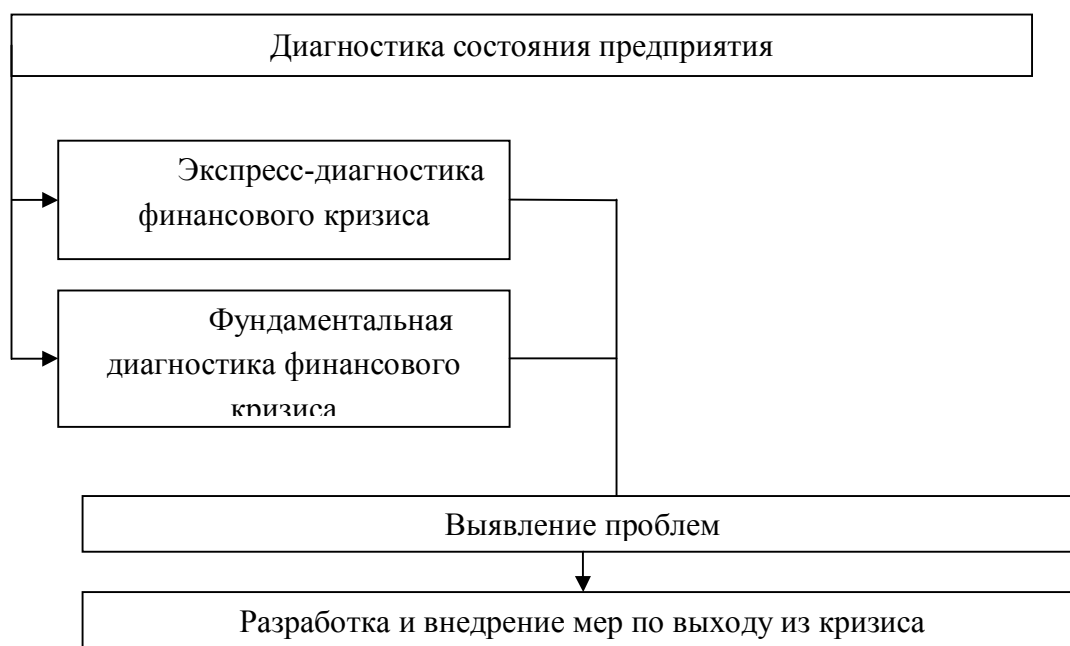 Диагностика состояния предприятия
Экспресс-диагностика
финансового кризиса
Фундаментальная
диагностика финансового
кризиса
Выявление проблем
Разработка и внедрение мер по выходу из кризиса